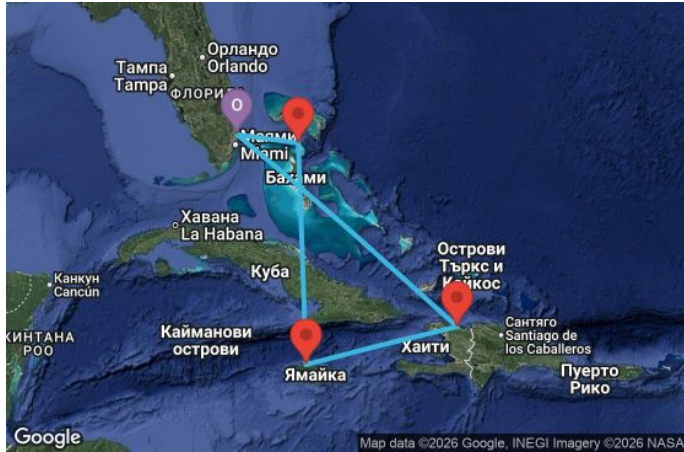 Орландо
Orlando
Тампа
Tampa
ФЛОРИДА
O
Маями
Miami
Бахами
Хавана
La Habana
Канкун
Cancún
Куба
Острови
Търкс и
Кайкос
КИНТАНА
РОО
Кайманови
острови
Ямайка
Хаити
Сантяго
Santiago de
los Caballeros
Пуерто
Рико
Google
Map data ©2026 Google, INEGI Imagery ©2026 NASA